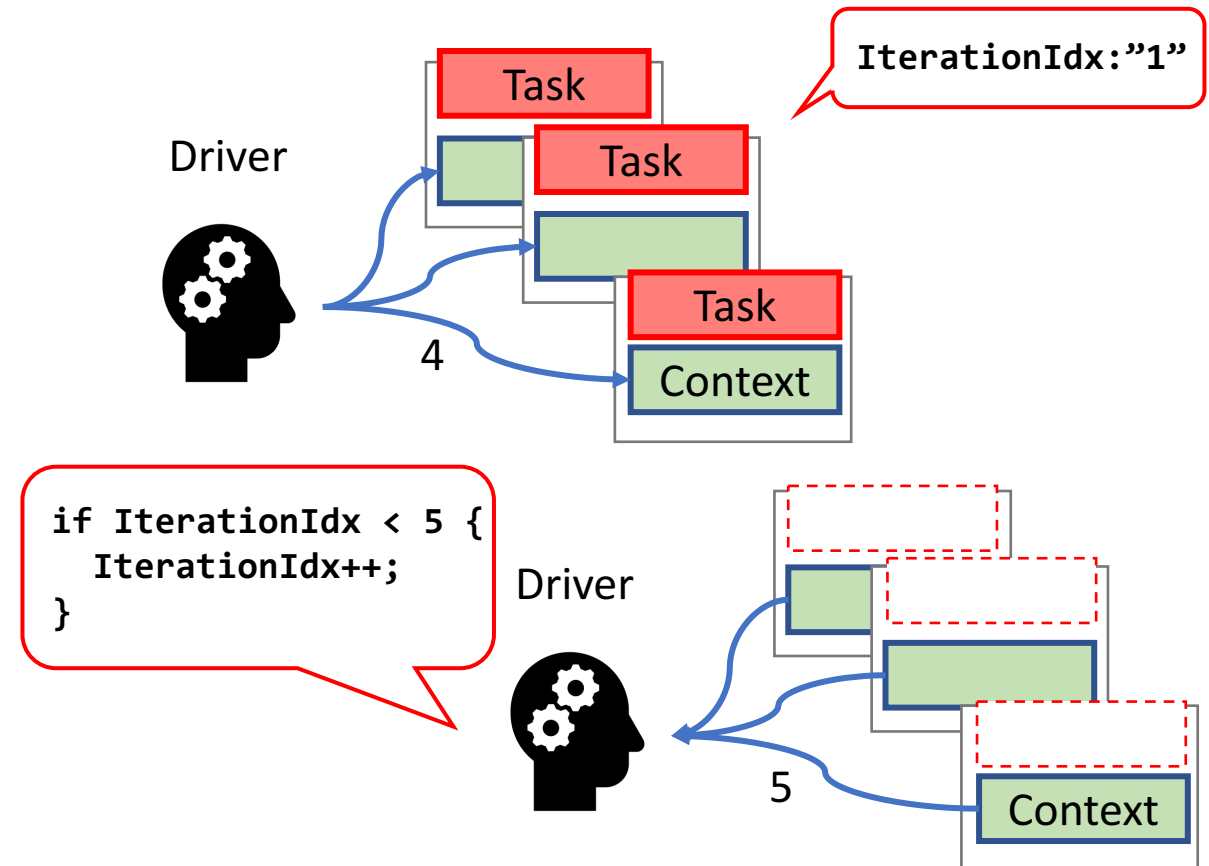 IterationIdx:”1”
Task
Driver
Task
Task
4
Context
if IterationIdx < 5 {
  IterationIdx++;
}
Driver
5
Context